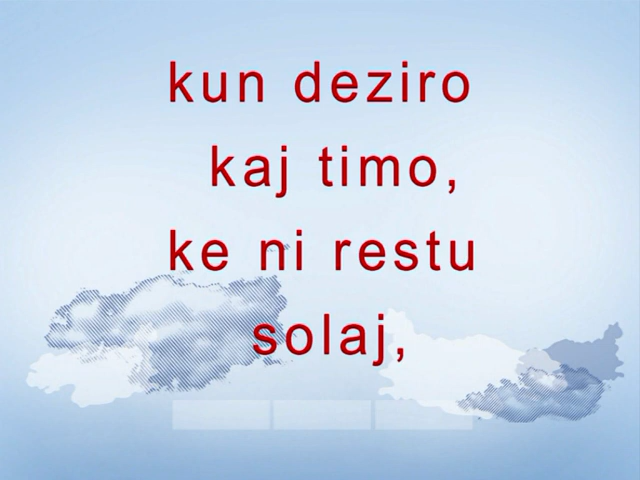 kun deziro
kaj timo,
ke ni restu
solaj,